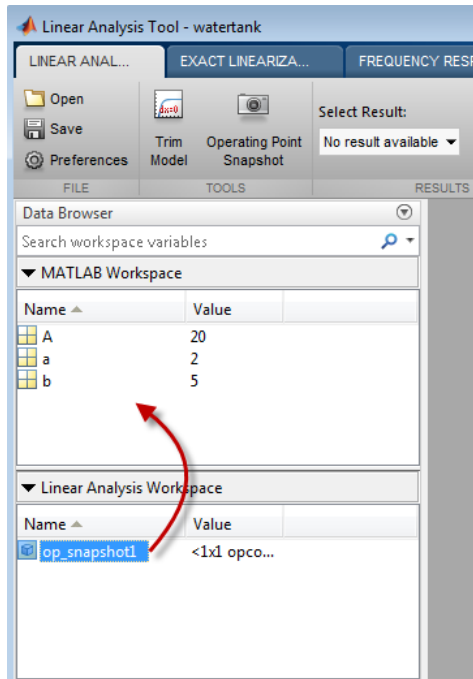 Linear Analysis Tool - watertank
LINEAR ANAL...
EXACT LINEARIZA...
FREQUENCY RESP
Open
Save
Preferences
dx=0
Trim
Model
Operating Point
Snapshot
Select Result:
No result available
FILE
TOOLS
RESULTS
Data Browser
Search workspace variables
MATLAB Workspace
Name
Value
A
20
a
2
b
5
Linear Analysis Workspace
Name
Value
op_snapshot1
<1x1 opco...